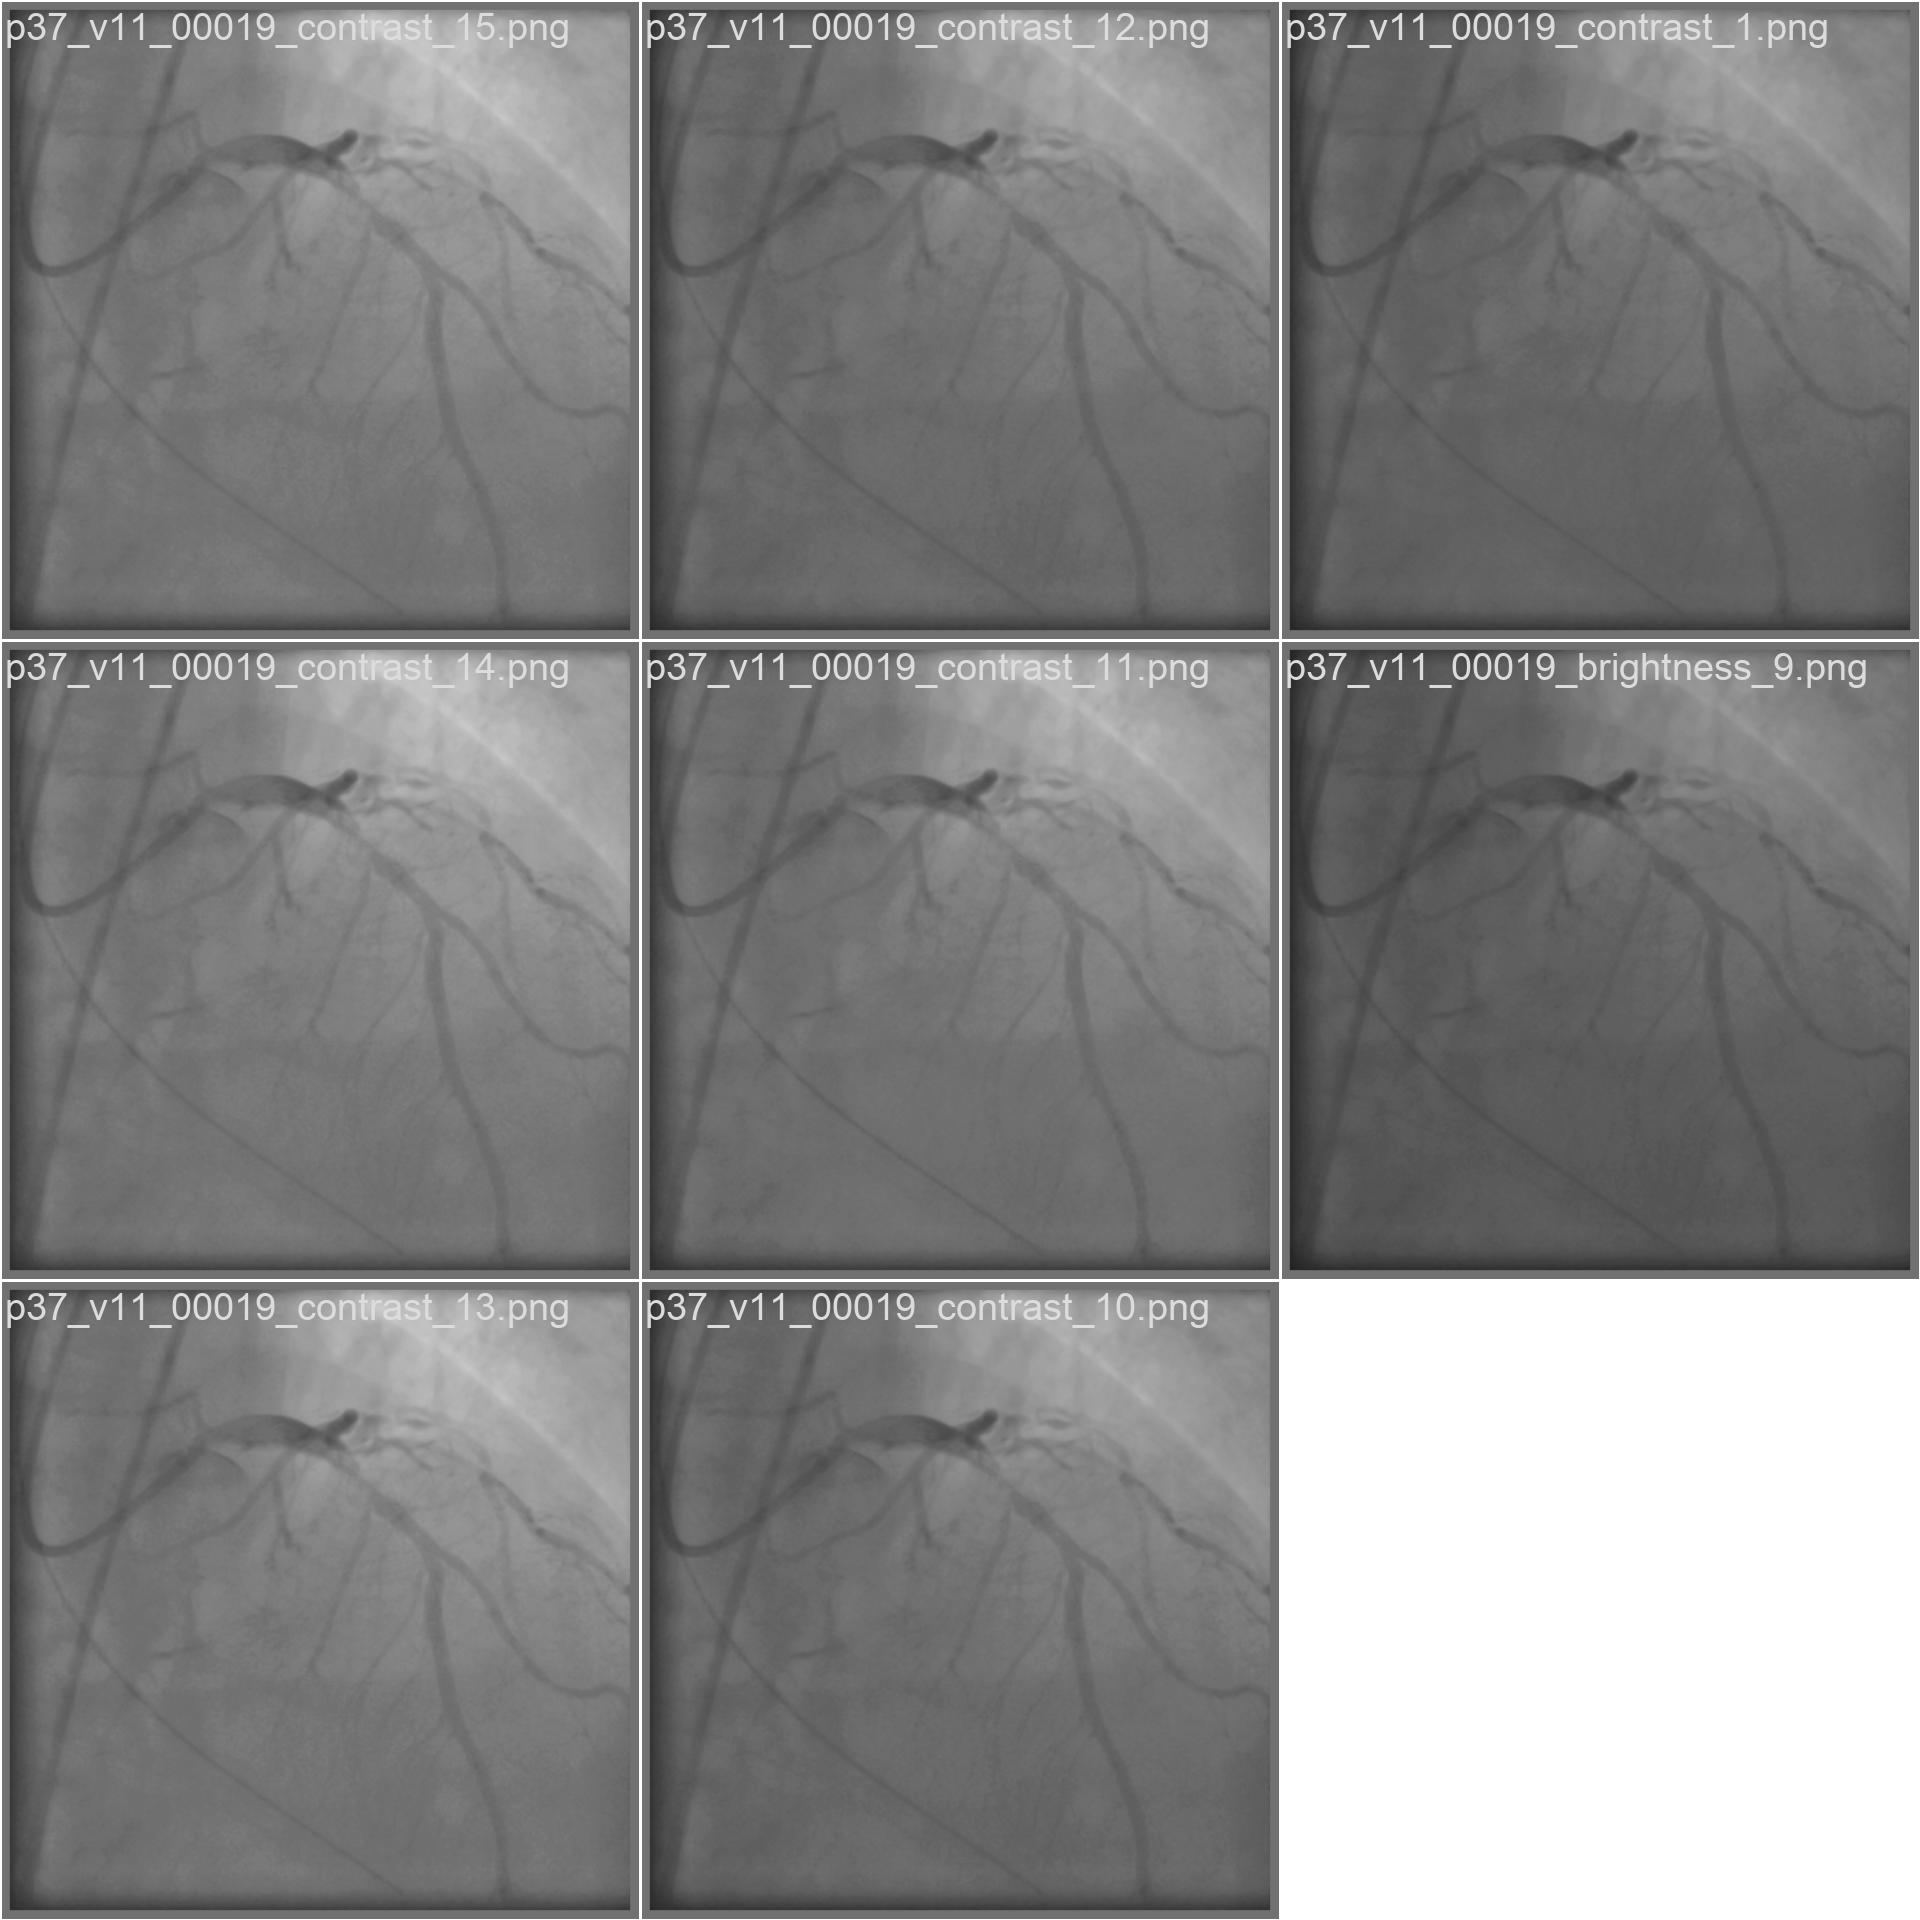 p37_v11_00019_contrast_15.png
p37_v11_00019_contrast_12.png
p37_v11_00019_contrast_1.png
p37_v11_00019_contrast_14.png
p37_v11_00019_contrast_11.png
p37_v11_00019_brightness_9.png
p37_v11_00019_contrast_13.png
p37_v11_00019_contrast_10.png